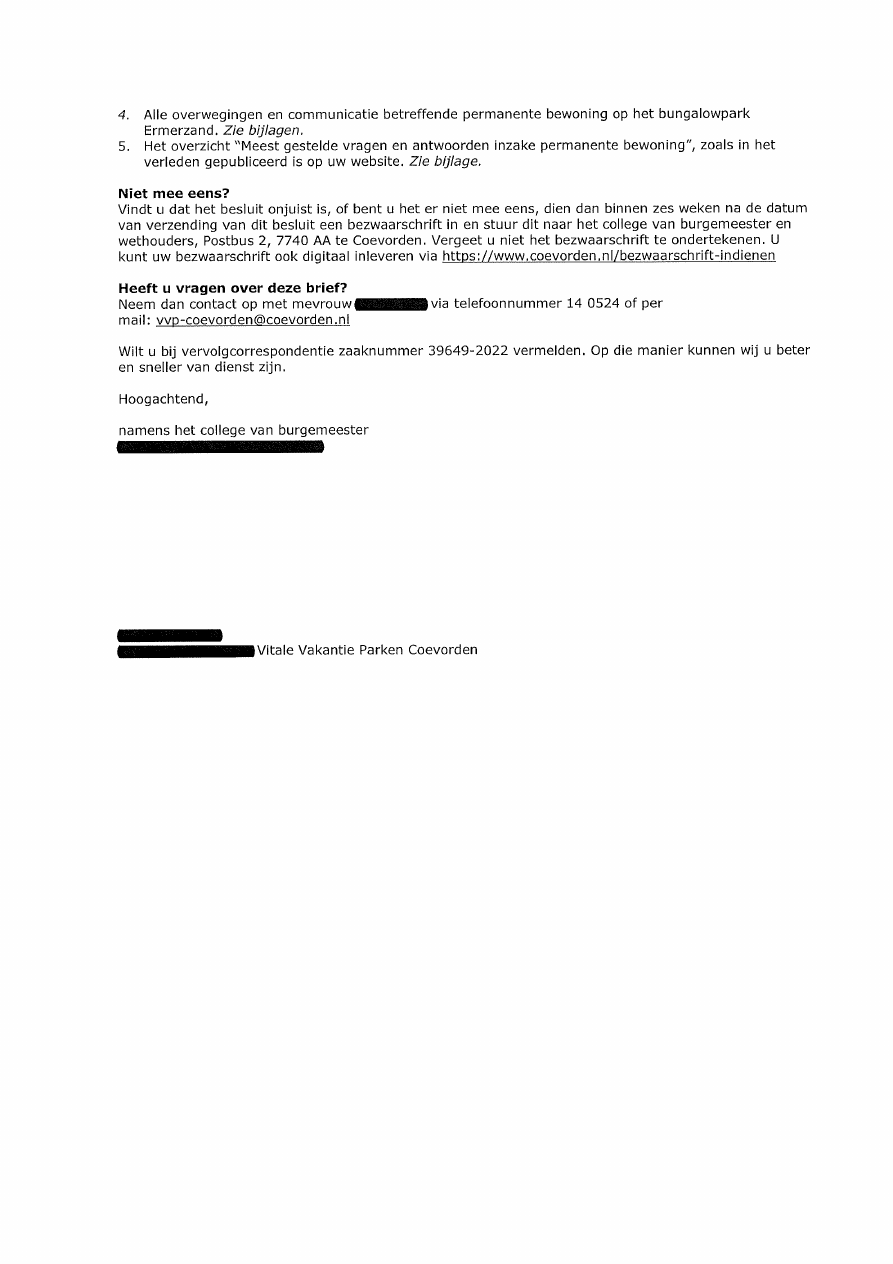 4. Alle overwegingen en communicatie betreffende permanente bewoning op het bungalowpark
Ermerzand. Zie bijlagen.
5. Het overzicht "Meest gestelde vragen en antwoorden inzake permanente bewoning", zoals in het
verleden gepubliceerd is op uw website. Zie bijlage.
Niet mee eens?
Vindt u dat het besluit onjuist is, of bent u het er niet mee eens, dien dan binnen zes weken na de datum
van verzending van dit besluit een bezwaarschrift in en stuur dit naar het college van burgemeester en
wethouders, Postbus 2, 7740 AA te Coevorden. Vergeet u niet het bezwaarschrift te ondertekenen. U
kunt uw bezwaarschrift ook digitaal inleveren via https://www.coevorden.nl/bezwaarschrift-indienen
Heeft u vragen over deze brief?
Neem dan contact op met mevrouw via telefoonnummer 14 0524 of per
mail: vvp-coevorden@coevorden.nl
Wilt u bij vervolgcorrespondentie zaaknummer 39649-2022 vermelden. Op die manier kunnen wij u beter
en sneller van dienst zijn.
Hoogachtend,
namens het college van burgemeester
Vitale Vakantie Parken Coevorden